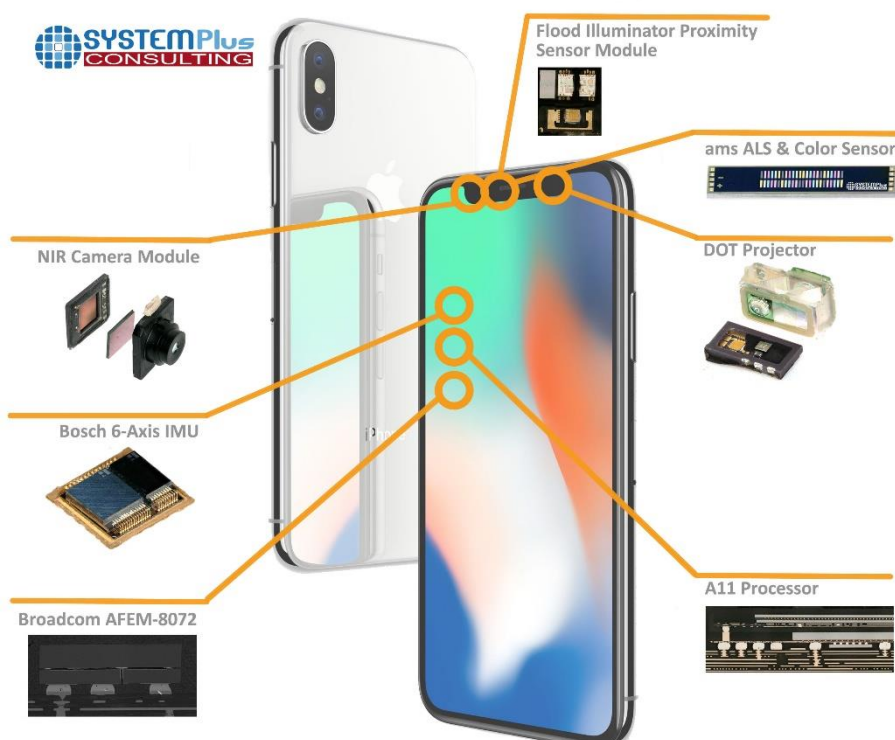 SYSTEMPlus
CONSULTING
Flood Illuminator Proximity
Sensor Module
ams ALS & Color Sensor
NIR Camera Module
DOT Projector
Bosch 6-Axis IMU
iPhone
A11 Processor
Broadcom AFEM-8072